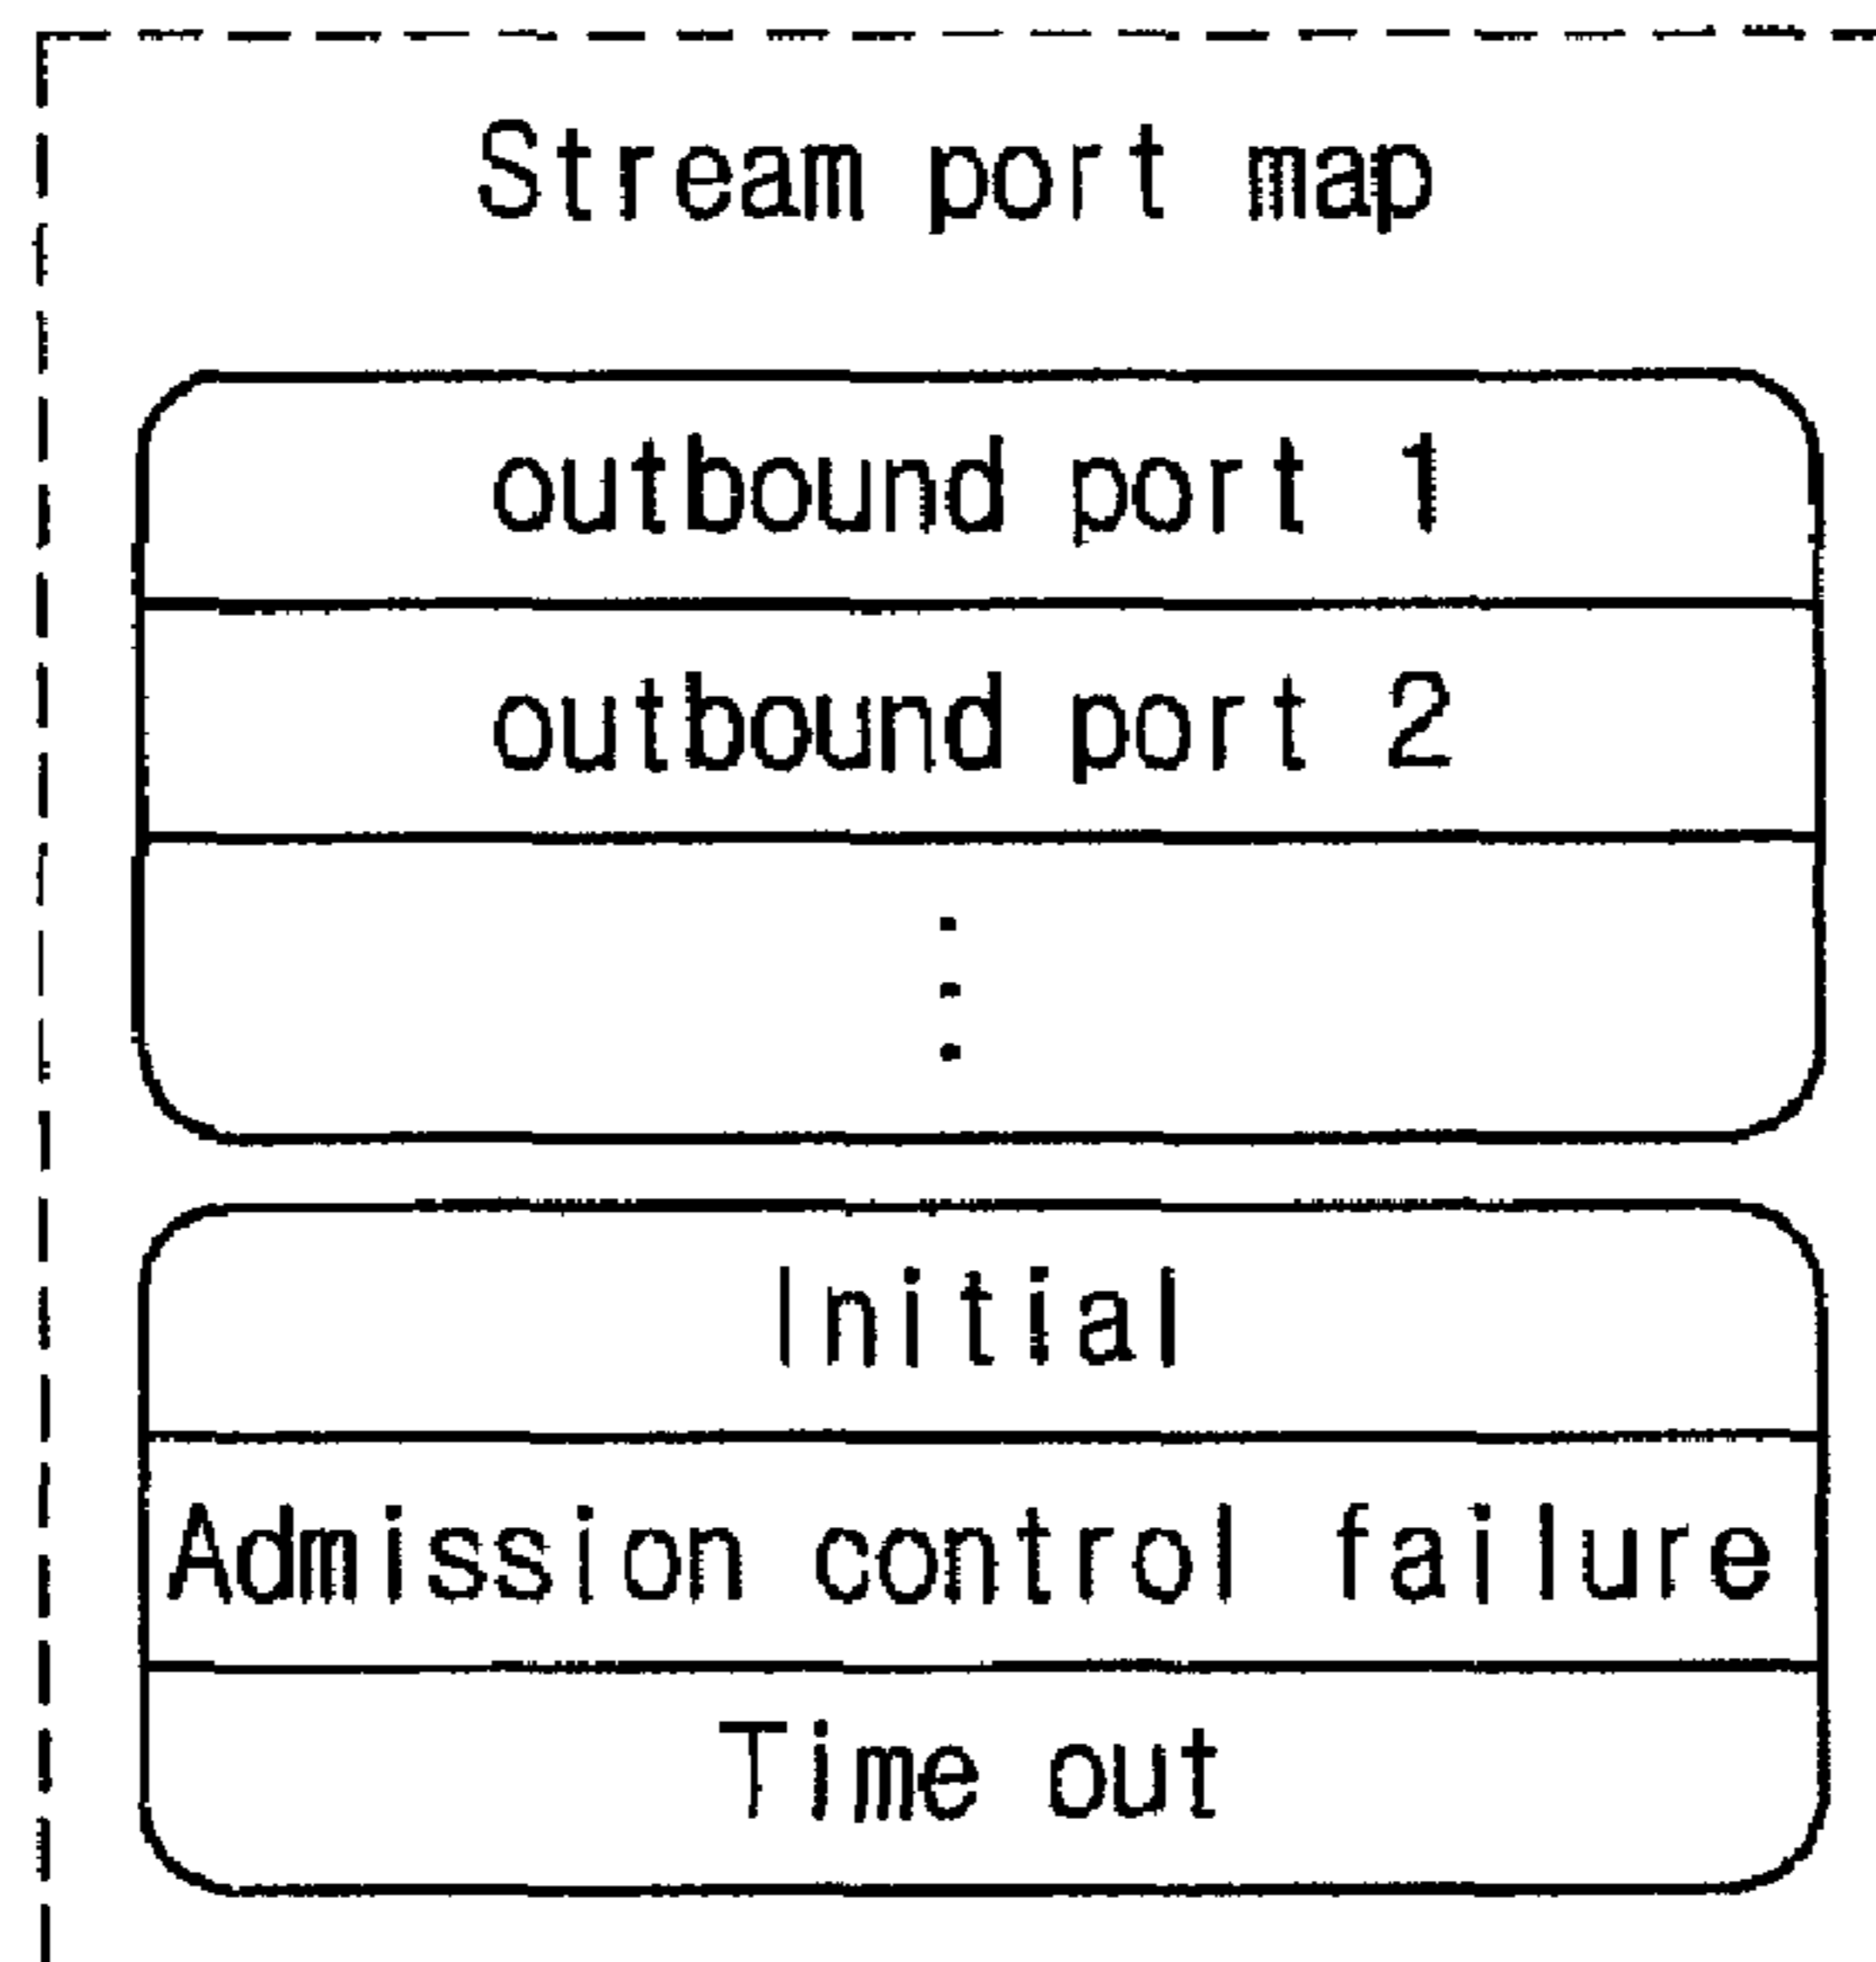 Stream port map
outbound port 1
outbound port 2
Initial
Admission control failure
Time out